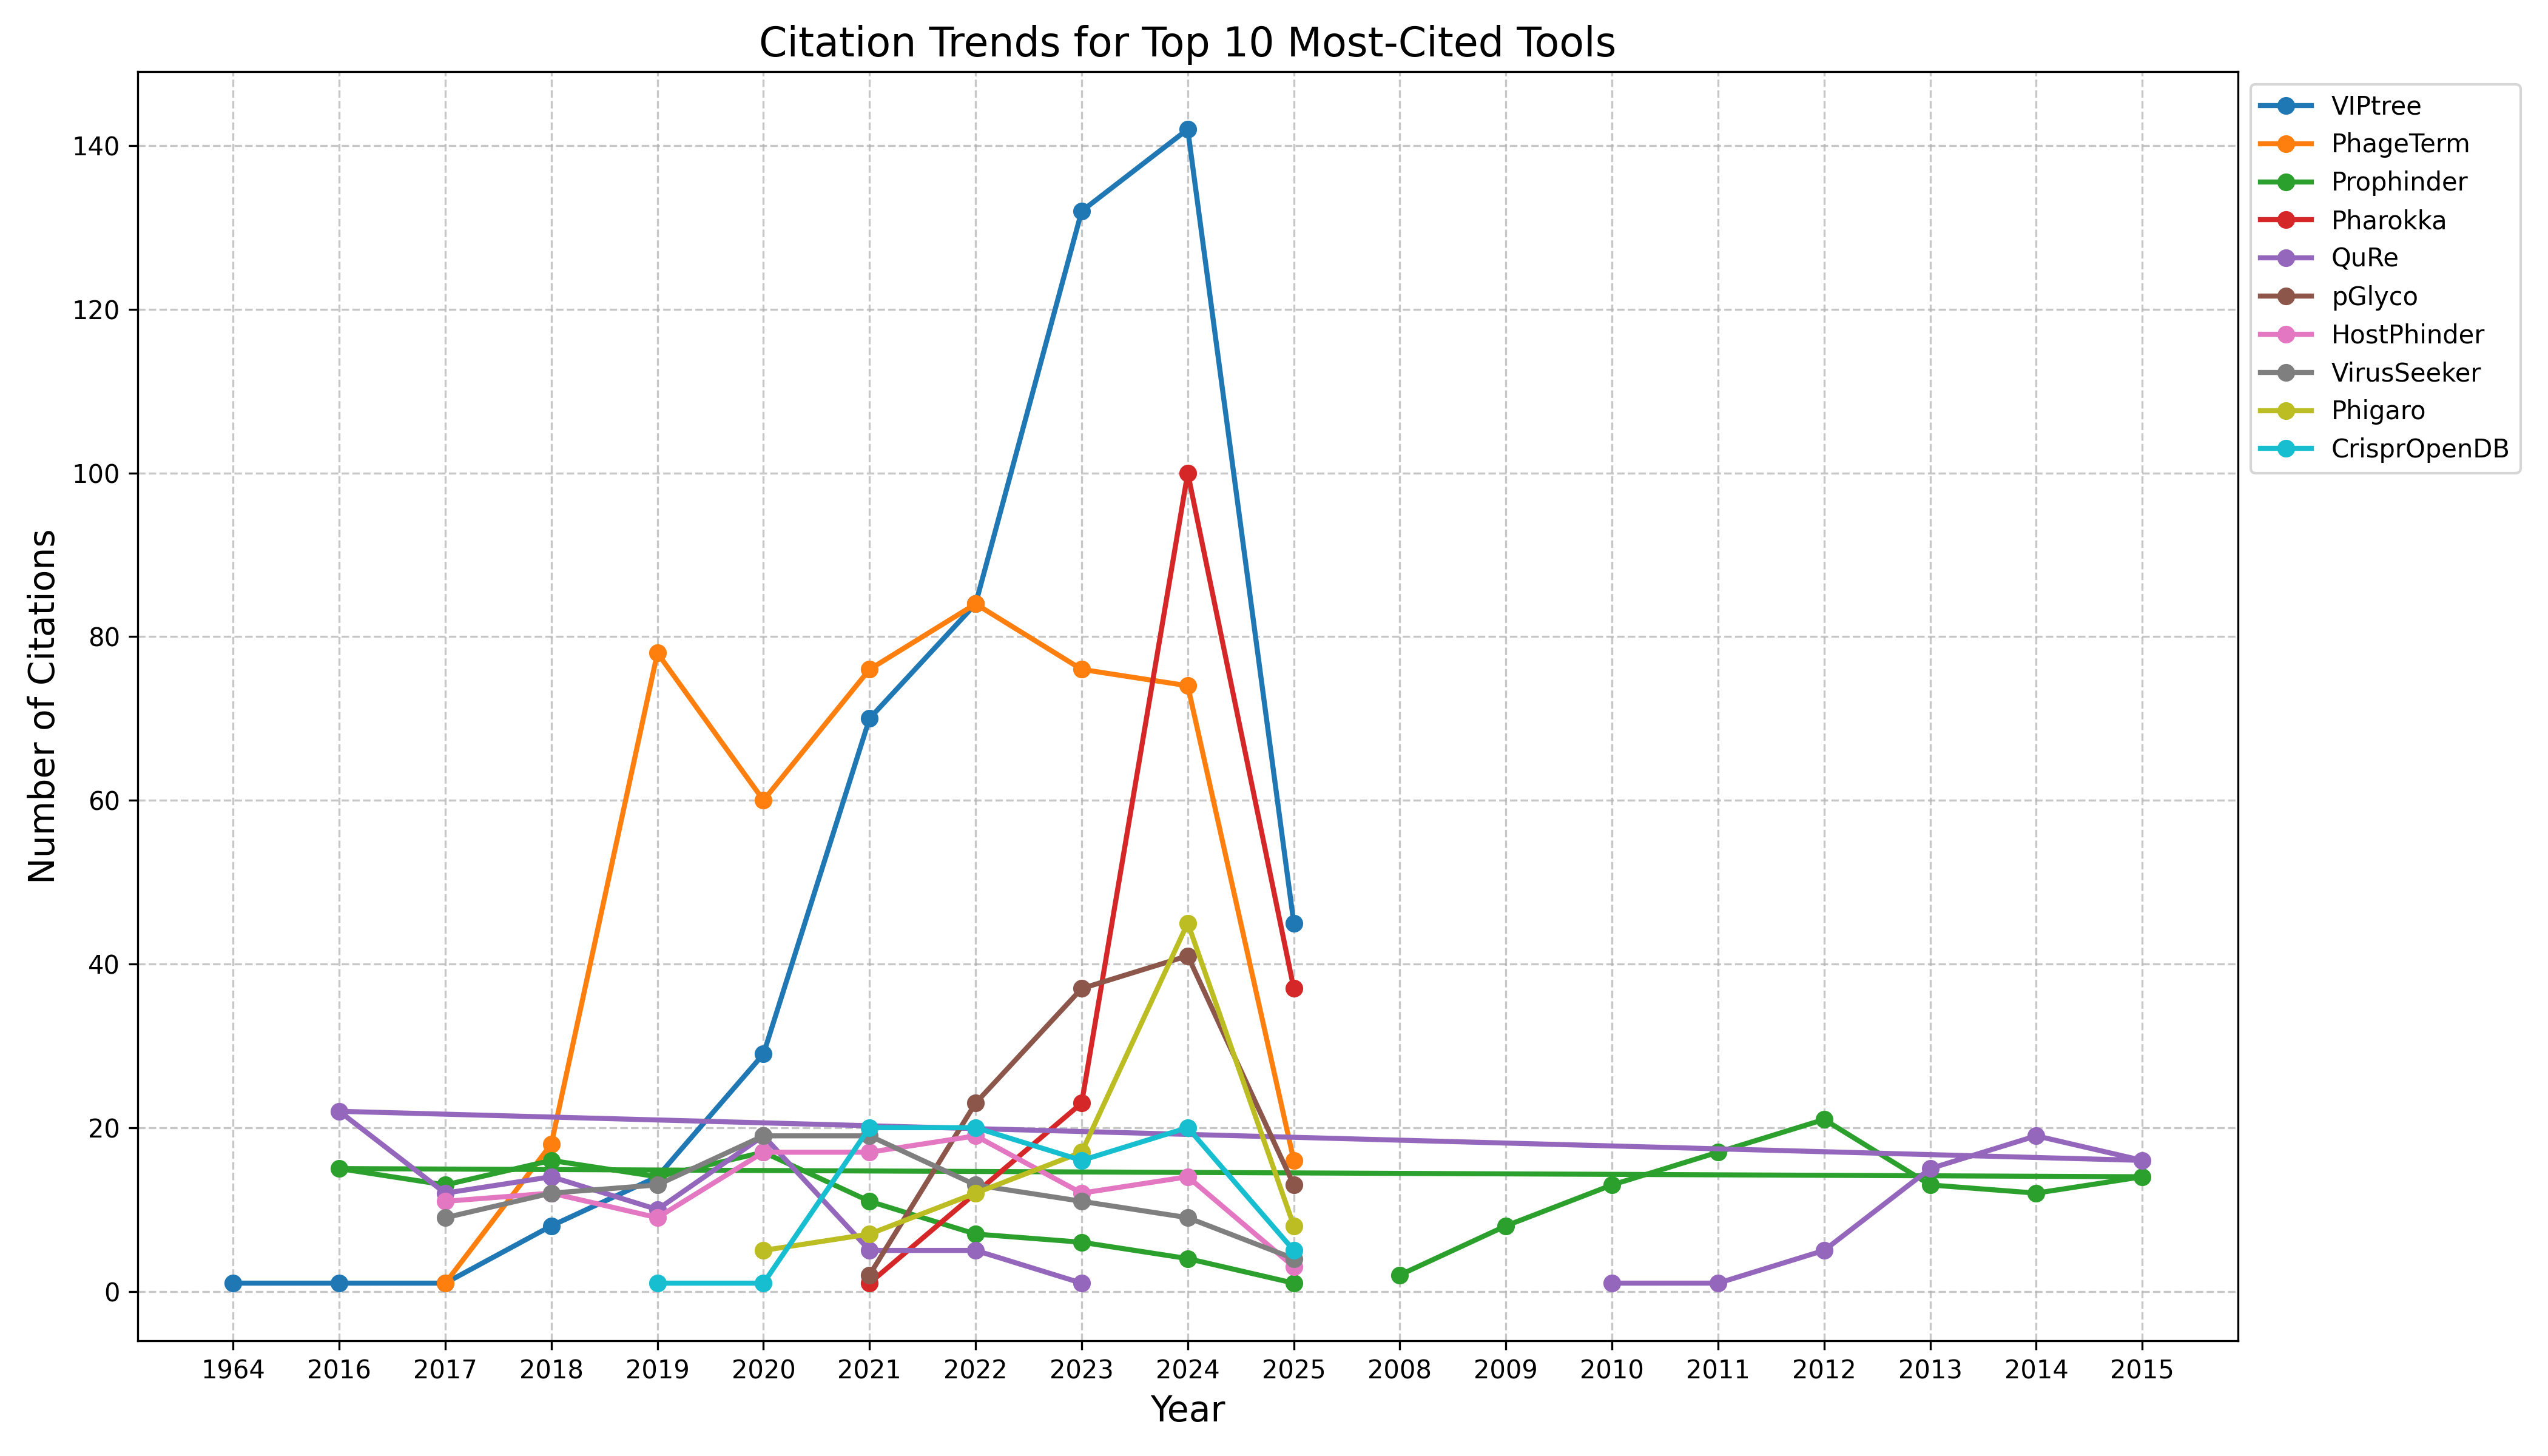 Citation Trends for Top 10 Most-Cited Tools
Number of Citations
140
120
100
80
60
40
20
0
1964 2016 2017 2018 2019 2020 2021 2022 2023 2024 2025 2008 2009 2010 2011 2012 2013 2014 2015
Year
VIPtree
PhageTerm
Prophinder
Pharokka
QuRe
pGlyco
HostPhinder
VirusSeeker
Phigaro
CrisprOpenDB